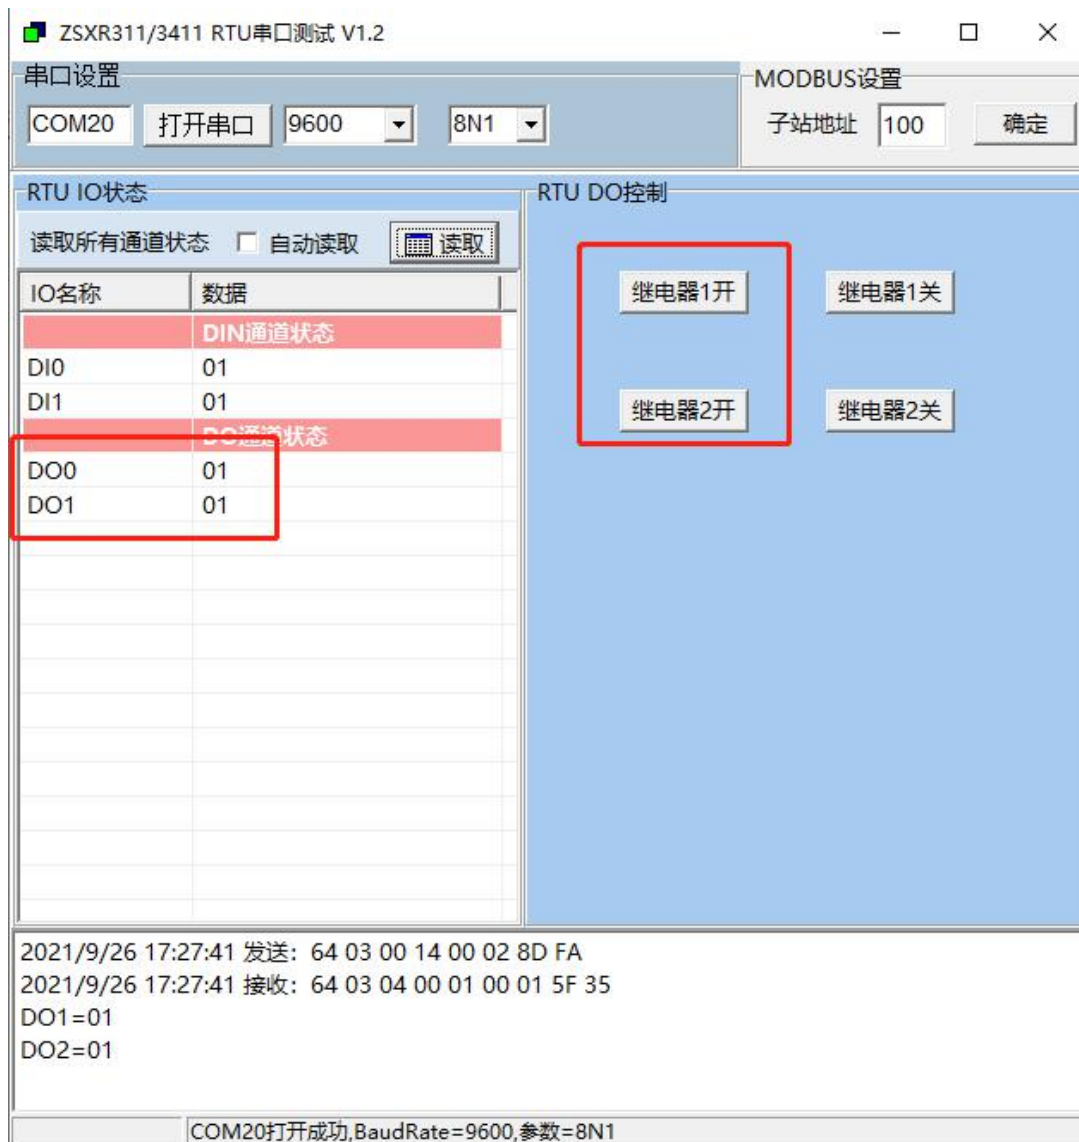 ZSXR311/3411 RTU串口测试 V1.2
串口设置
MODBUS设置
COM20 打开串口 9600 8N1
子站地址 100 确定
RTU IO状态
RTU DO控制
读取所有通道状态 自动读取 读取
IO名称 数据
DIN通道状态
DI0 01
DI1 01
DO通道状态
DO0 01
DO1 01
继电器1开 继电器1关
继电器2开 继电器2关
2021/9/26 17:27:41 发送: 64 03 00 14 00 02 8D FA
2021/9/26 17:27:41 接收: 64 03 04 00 01 00 01 5F 35
DO1=01
DO2=01
COM20打开成功,BaudRate=9600,参数=8N1